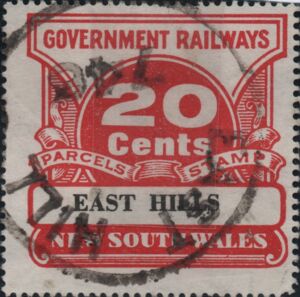 GOVERNMENT RAILWAYS
20
Cents
PARCELS STAMP
EAST HILLS
NEW SOUTH WALES